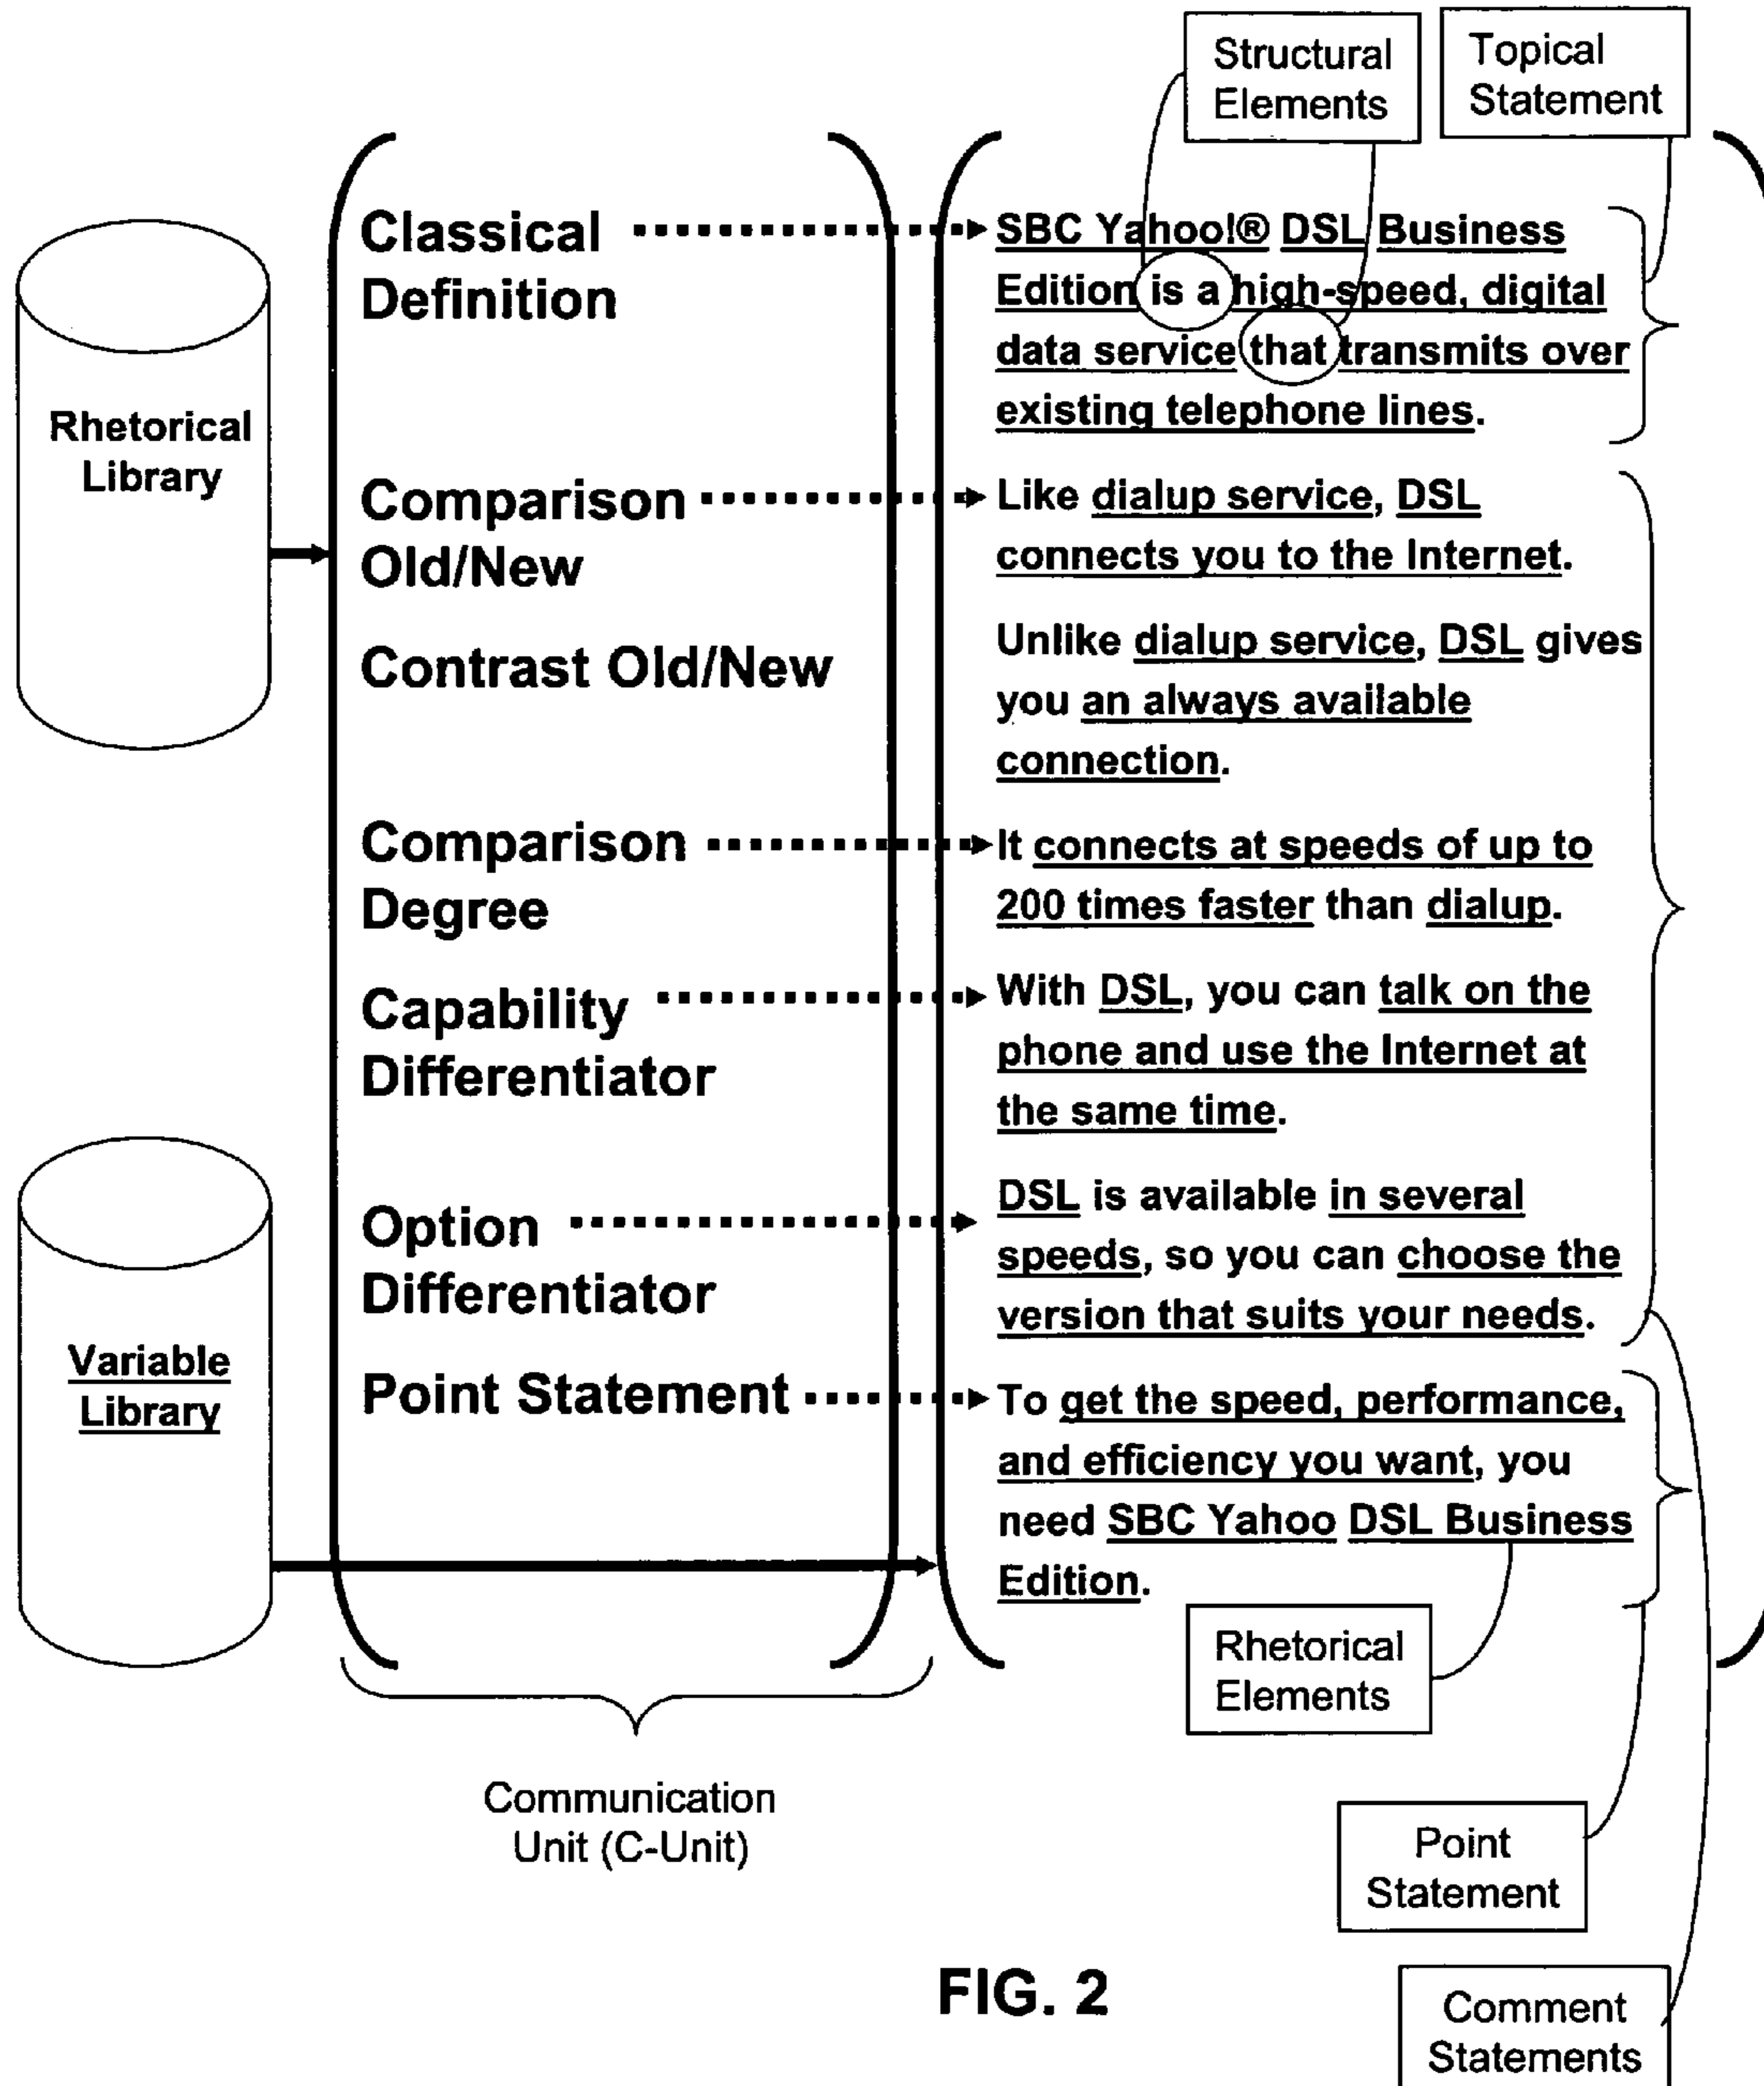 Structural
Elements
Topical
Statement
Rhetorical
Library
Variable
Library
Classical
Definition
Comparison
Old/New
Contrast Old/New
Comparison
Degree
Capability
Differentiator
Option
Differentiator
Point Statement
SBC Yahoo!® DSL Business
Edition is a high-speed, digital
data service that transmits over
existing telephone lines.
Like dialup service, DSL
connects you to the Internet.
Unlike dialup service, DSL gives
you an always available
connection.
It connects at speeds of up to
200 times faster than dialup.
With DSL, you can talk on the
phone and use the Internet at
the same time.
DSL is available in several
speeds, so you can choose the
version that suits your needs.
To get the speed, performance,
and efficiency you want, you
need SBC Yahoo DSL Business
Edition.
Rhetorical
Elements
Communication
Unit (C-Unit)
Point
Statement
Comment
Statements
FIG. 2